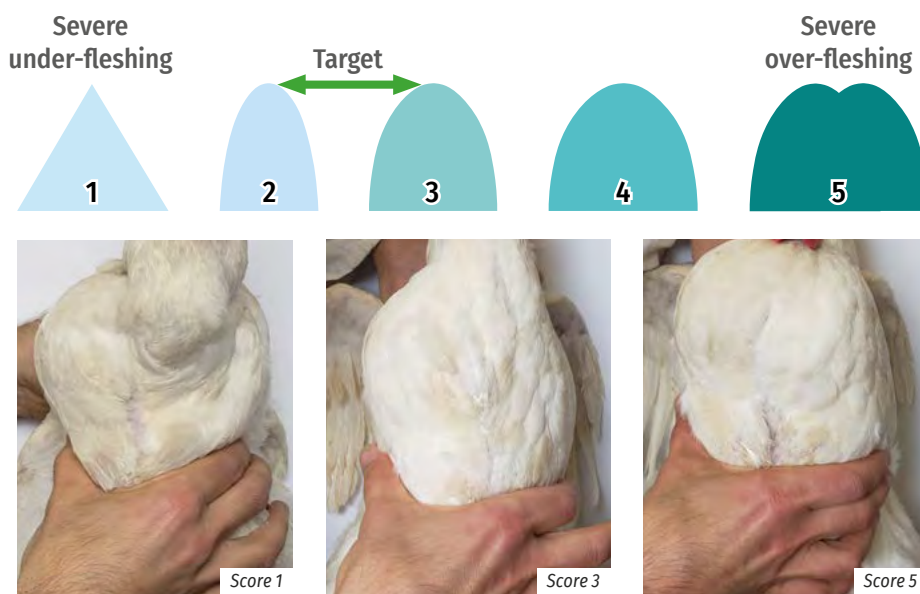 Severe
under-fleshing
Target
Severe
over-fleshing
1
2
3
4
5
Score 1
Score 3
Score 5